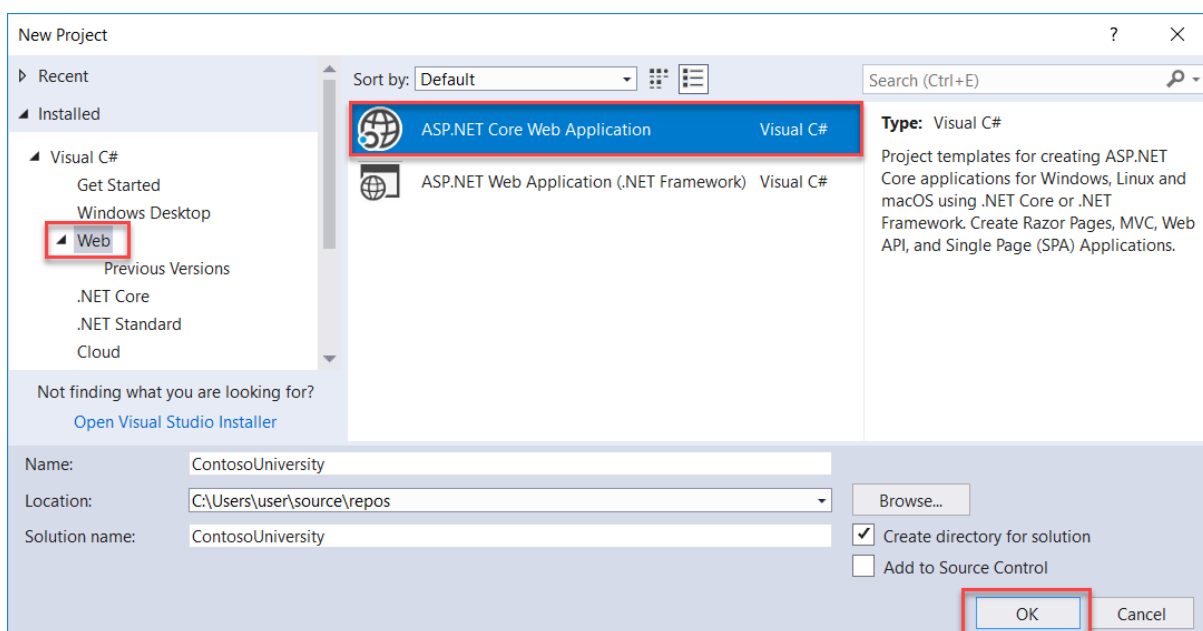 New Project
?
Recent
Installed
Visual C#
Get Started
Windows Desktop
Web
Previous Versions
.NET Core
.NET Standard
Cloud
Not finding what you are looking for?
Open Visual Studio Installer
Sort by: Default
ASP.NET Core Web Application Visual C#
ASP.NET Web Application (.NET Framework) Visual C#
Search (Ctrl+E)
Type: Visual C#
Project templates for creating ASP.NET
Core applications for Windows, Linux and
macOS using .NET Core or .NET
Framework. Create Razor Pages, MVC, Web
API, and Single Page (SPA) Applications.
Name: ContosoUniversity
Location: C:\Users\user\source\repos Browse...
Solution name: ContosoUniversity
Create directory for solution
Add to Source Control
OK Cancel